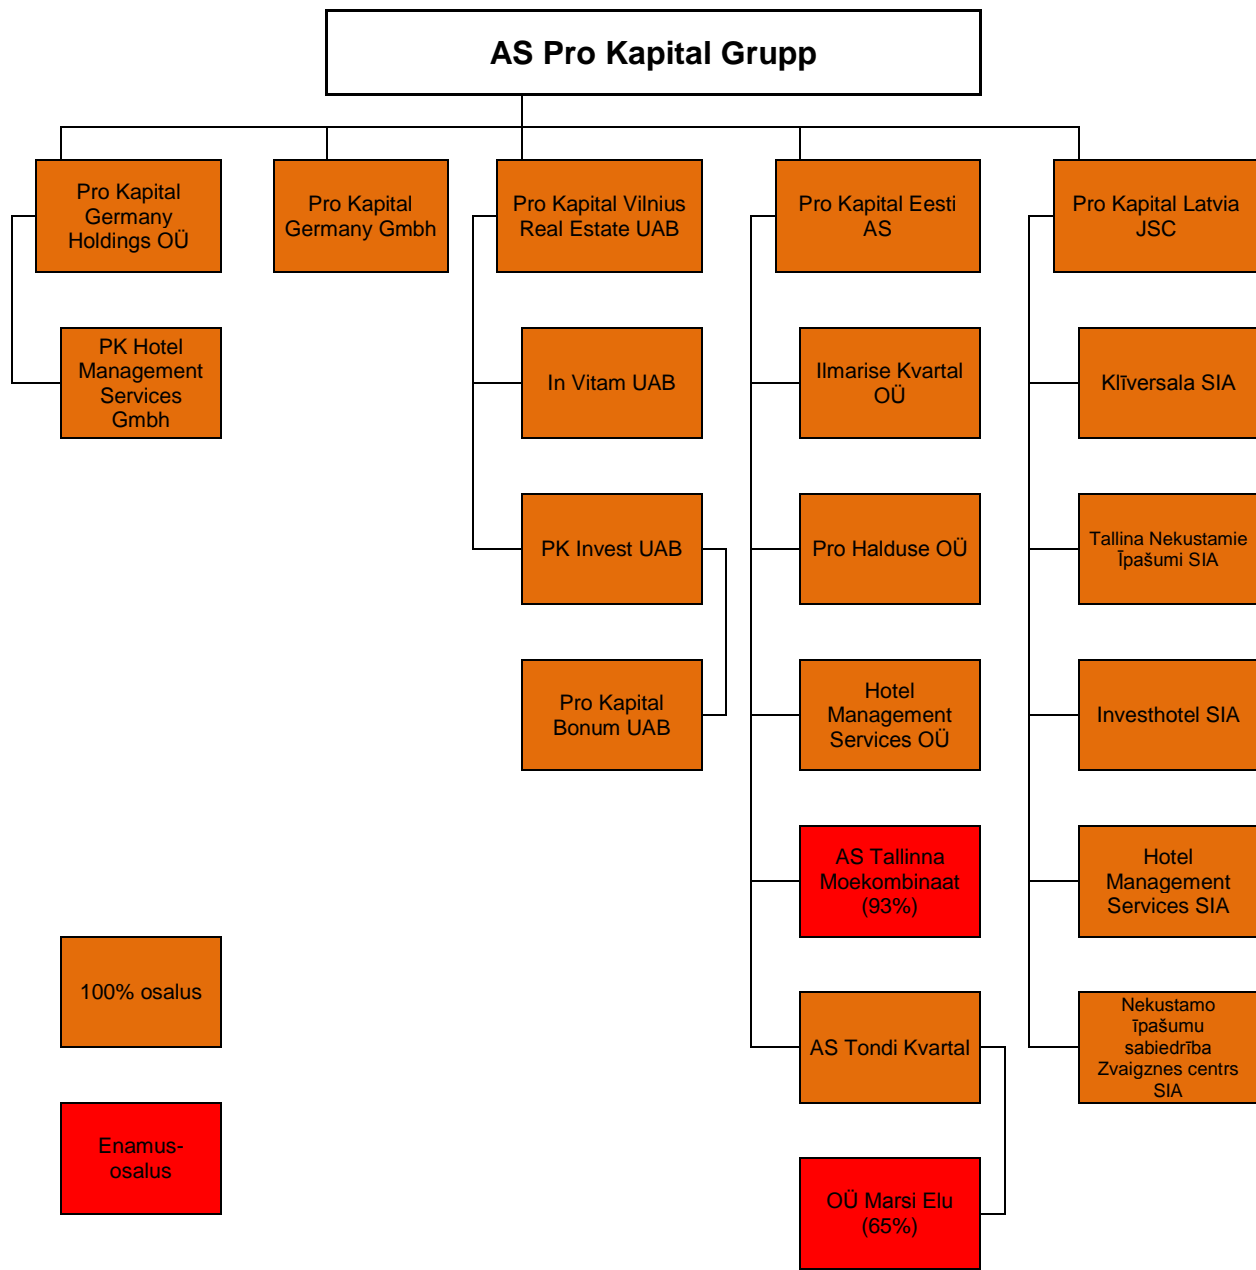 AS Pro Kapital Grupp
Pro Kapital
Germany
Holdings OÜ
Pro Kapital
Germany Gmbh
Pro Kapital Vilnius
Real Estate UAB
Pro Kapital Eesti
AS
Pro Kapital Latvia
JSC
PK Hotel
Management
Services
Gmbh
In Vitam UAB
Ilmarise Kvartal
OÜ
Klīversala SIA
PK Invest UAB
Pro Halduse OÜ
Tallina Nekustamie
Īpašumi SIA
Pro Kapital
Bonum UAB
Hotel
Management
Services OÜ
Investhotel SIA
AS Tallinna
Moekombinaat
(93%)
Hotel
Management
Services SIA
100% osalus
AS Tondi Kvartal
Nekustamo
īpašumu
sabiedrība
Zvaigznes centrs
SIA
Enamus-
osalus
OÜ Marsi Elu
(65%)